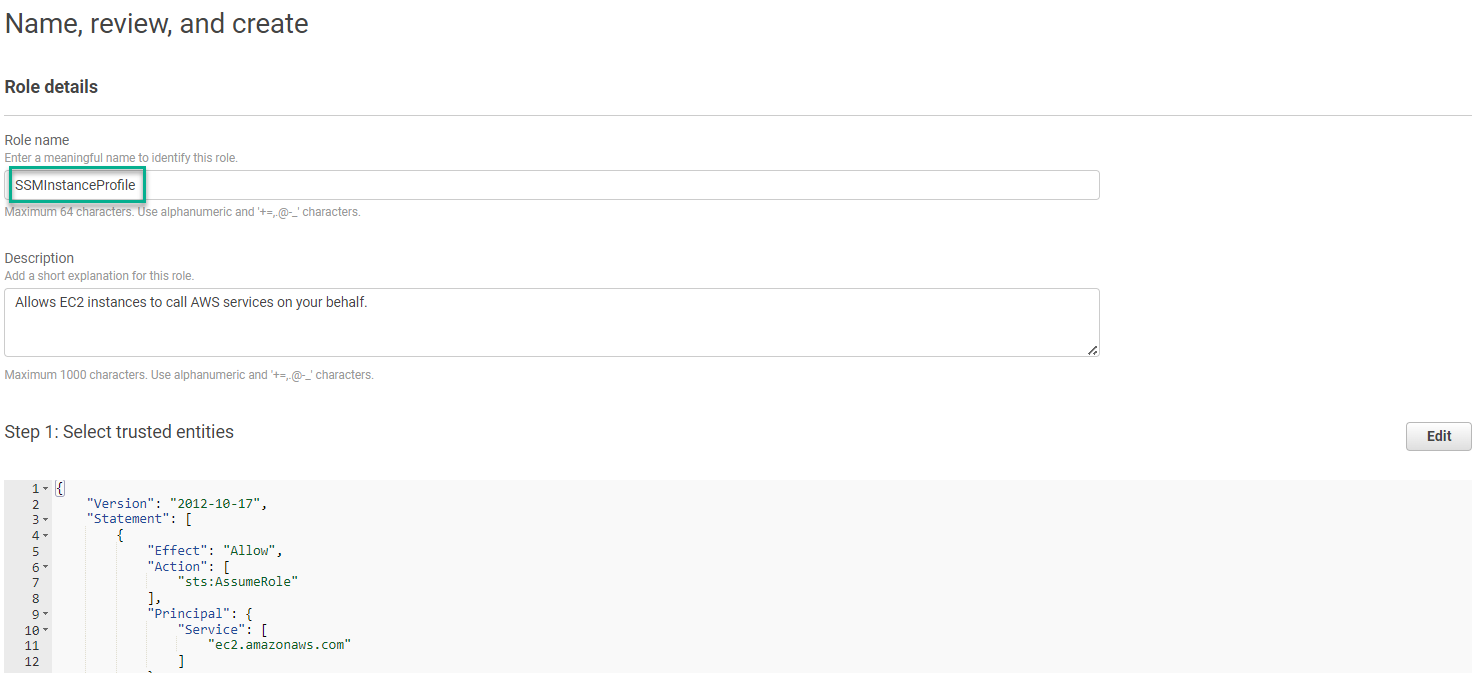 Name, review, and create
Role details
Role name
Enter a meaningful name to identify this role.
SSMInstanceProfile
Maximum 64 characters. Use alphanumeric and '+=,.@-_' characters.
Description
Add a short explanation for this role.
Allows EC2 instances to call AWS services on your behalf.
Maximum 1000 characters. Use alphanumeric and '+=,.@-_' characters.
Step 1: Select trusted entities
Edit
1 {
2 "Version": "2012-10-17",
3 "Statement": [
4 {
5 "Effect": "Allow",
6 "Action": [
7 "sts:AssumeRole"
8 ],
9 "Principal": {
10 "Service": [
11 "ec2.amazonaws.com"
12 ]